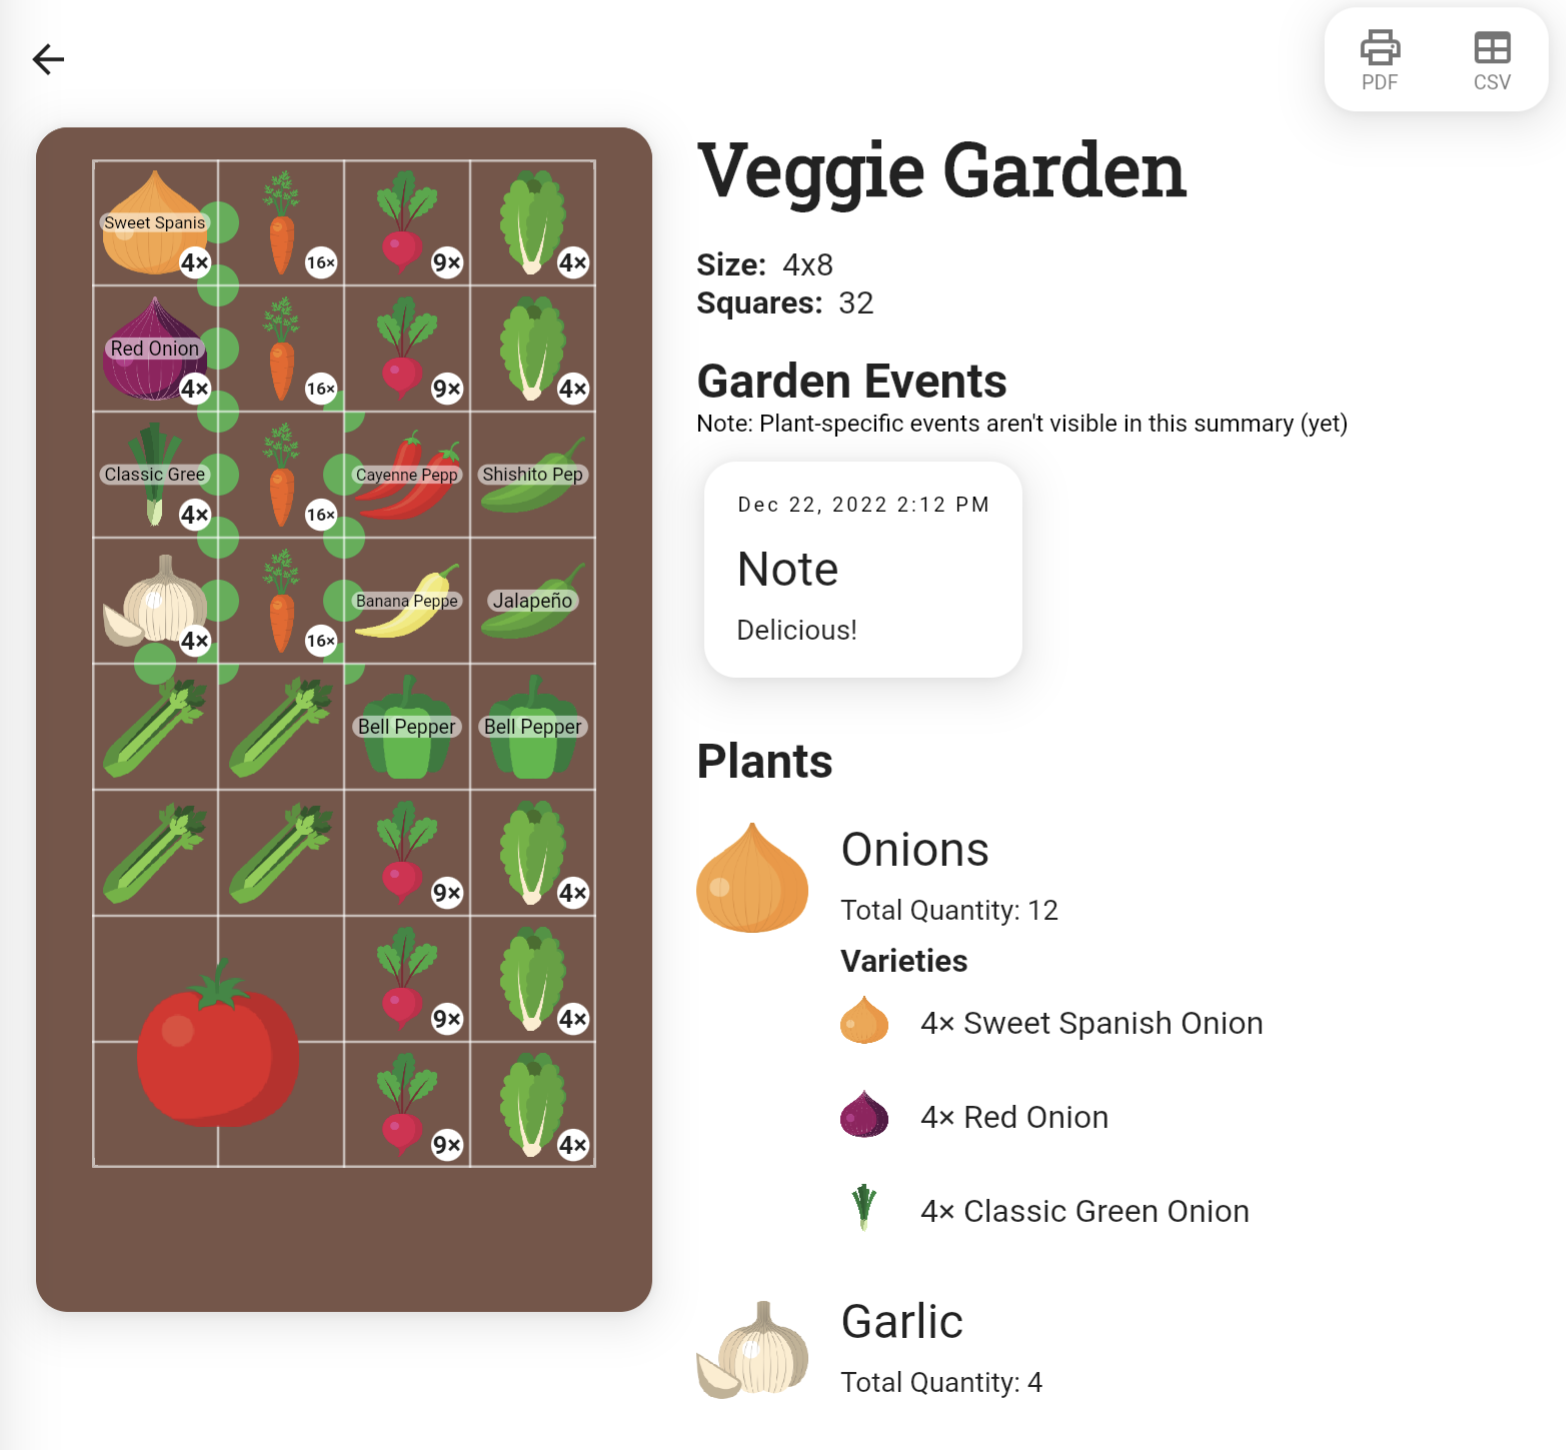 PDF
CSV
Sweet Spanis
4×
16×
9×
4×
Red Onion
4×
16×
9×
4×
Classic Gree
4×
16×
Cayenne Pepp
Shishito Pep
4×
16×
Banana Peppe
Jalapeño
Bell Pepper
Bell Pepper
9×
4×
9×
4×
9×
4×
Veggie Garden
Size: 4x8
Squares: 32
Garden Events
Note: Plant-specific events aren't visible in this summary (yet)
Dec 22, 2022 2:12 PM
Note
Delicious!
Plants
Onions
Total Quantity: 12
Varieties
4× Sweet Spanish Onion
4× Red Onion
4× Classic Green Onion
Garlic
Total Quantity: 4